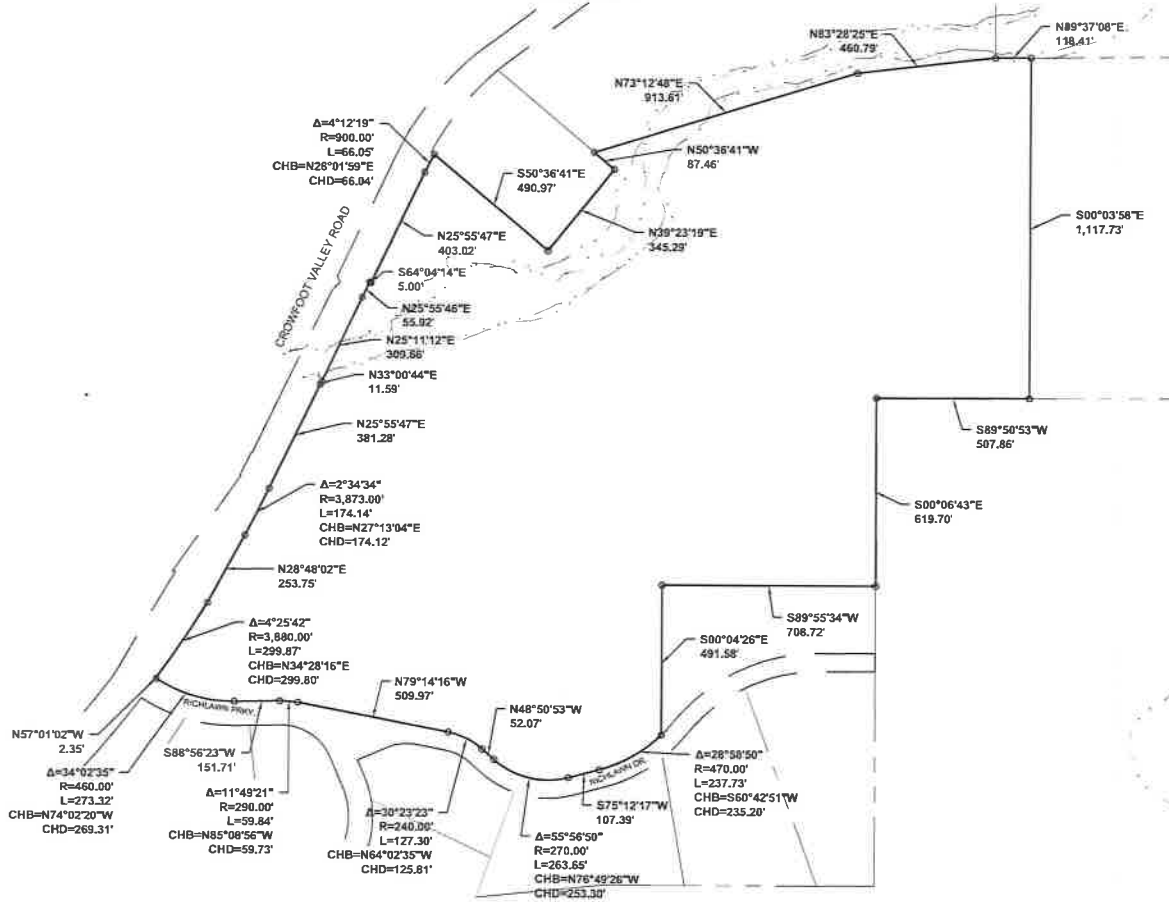 N89°37'08"E
118.41'
N83°28'25"E
460.79'
N73°12'48"E
913.61'
Δ=4°12'19"
R=900.00'
L=66.05'
CHB=N28°01'59"E
CHD=66.04'
N50°36'41"W
87.46'
S50°36'41"E
490.97'
S00°03'58"E
1,117.73'
N39°23'19"E
345.29'
N25°55'47"E
403.02'
CROWFOOT VALLEY ROAD
S64°04'14"E
5.00'
N25°55'46"E
55.92'
N25°11'12"E
309.66'
N33°00'44"E
11.59'
N25°55'47"E
381.28'
S89°50'53"W
507.86'
Δ=2°34'34"
R=3,873.00'
L=174.14'
CHB=N27°13'04"E
CHD=174.12'
S00°06'43"E
619.70'
N28°48'02"E
253.75'
S89°55'34"W
708.72'
Δ=4°25'42"
R=3,880.00'
L=299.87'
CHB=N34°28'16"E
CHD=299.80'
S00°04'26"E
491.58'
N79°14'16"W
509.97'
N48°50'53"W
52.07'
RICHLAWN PRKY.
N57°01'02"W
2.35'
S88°56'23"W
151.71'
Δ=34°02'35"
R=460.00'
L=273.32'
CHB=N74°02'20"W
CHD=269.31'
Δ=11°49'21"
R=290.00'
L=59.84'
CHB=N85°08'56"W
CHD=59.73'
Δ=30°23'23"
R=240.00'
L=127.30'
CHB=N64°02'35"W
CHD=125.81'
RICHLAWN DR.
S75°12'17"W
107.39'
Δ=28°58'50"
R=470.00'
L=237.73'
CHB=S60°42'51"W
CHD=235.20'
Δ=55°56'50"
R=270.00'
L=263.65'
CHB=N76°49'26"W
CHD=253.30'